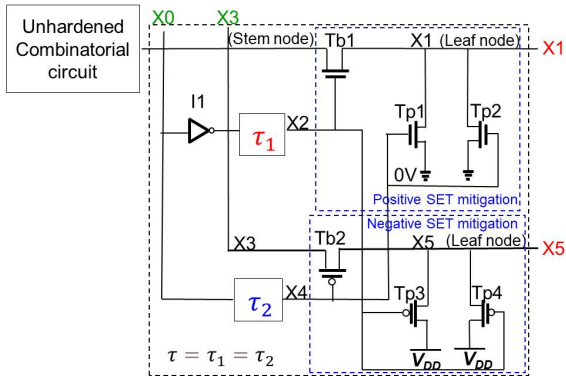 X0 X3
Unhardened
Combinatorial
circuit
(Stem node) Tb1 X1 (Leaf node) X1
I1
τ1 X2
Tp1 Tp2
0V
Positive SET mitigation
Negative SET mitigation
X3 Tb2 X5 (Leaf node) X5
τ2 X4
Tp3 Tp4
VDD VDD
τ = τ1 = τ2